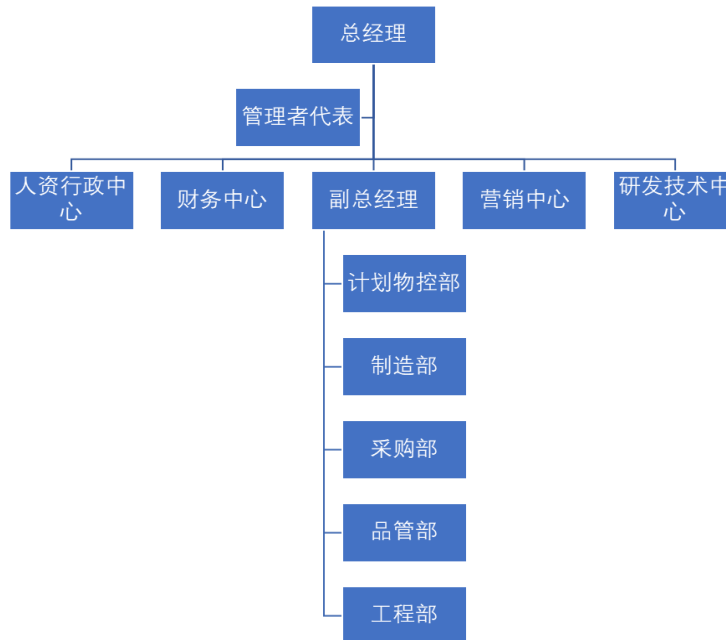 总经理
管理者代表
人资行政中
心
财务中心
副总经理
营销中心
研发技术中
心
计划物控部
制造部
采购部
品管部
工程部